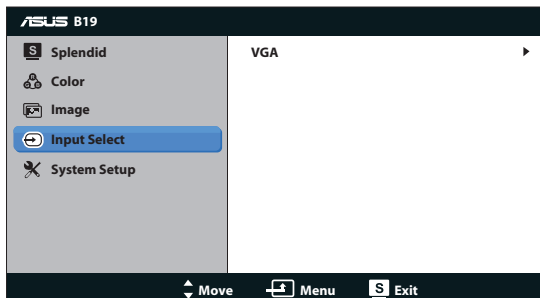 ASUS B19
S Splendid
VGA
Color
Image
Input Select
System Setup
Move Menu S Exit